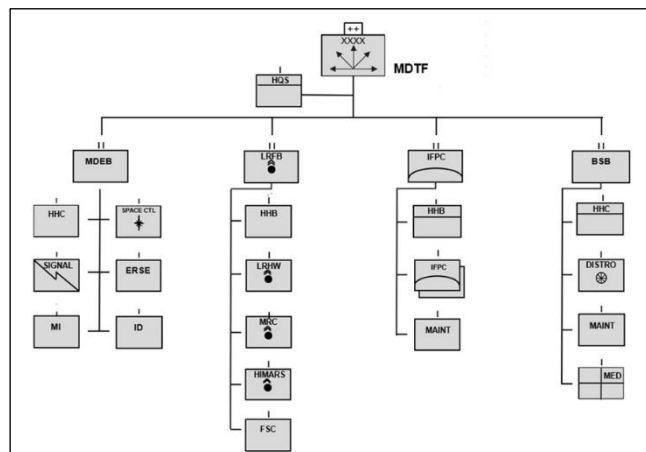 ++
XXXX
MDTF
I
HQS
II
MDEB
II
LRFB
II
IFPC
II
BSB
I
HHC
I
SPACE CTL
I
SIGNAL
I
ERSE
I
MI
I
ID
I
HHB
I
LRHW
I
MRC
I
HIMARS
I
FSC
I
HHB
I
IFPC
I
MAINT
I
HHC
I
DISTRO
I
MAINT
I
MED